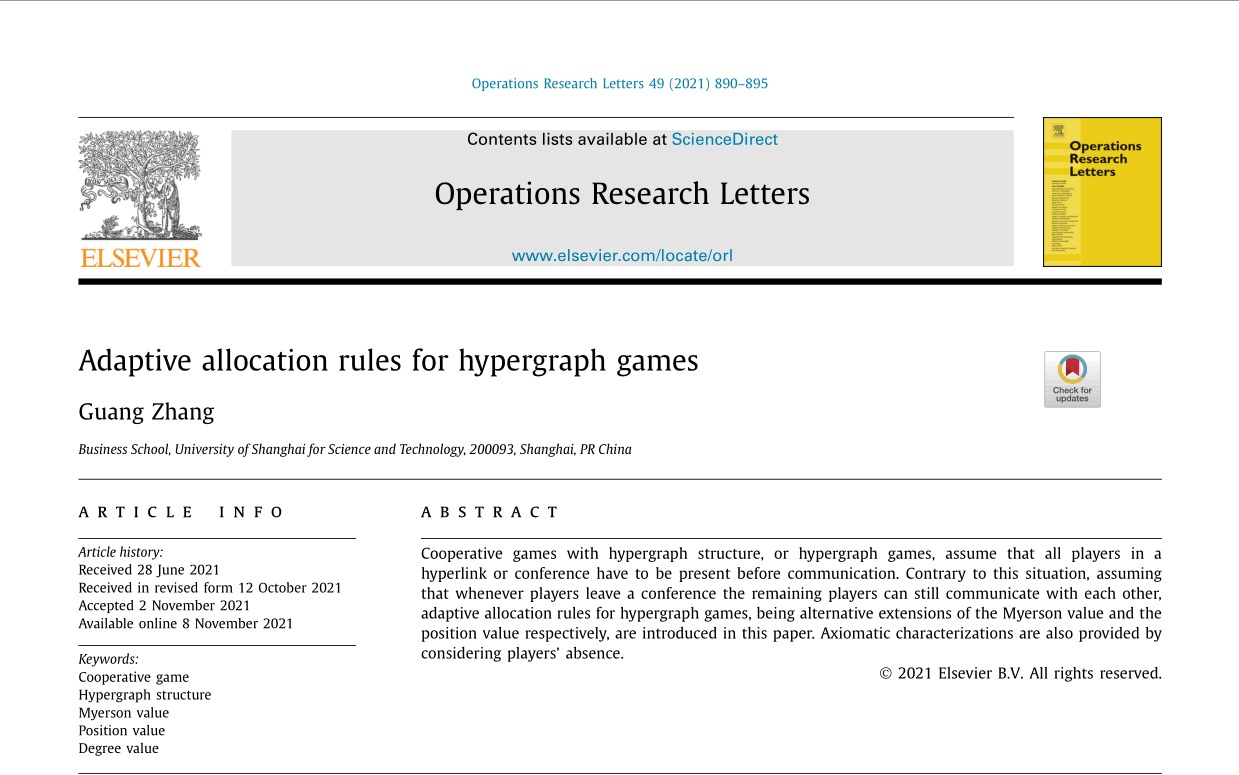 Operations Research Letters 49 (2021) 890–895
Contents lists available at ScienceDirect
Operations Research Letters
www.elsevier.com/locate/orl
ELSEVIER
Operations
Research
Letters
Adaptive allocation rules for hypergraph games
Check for
updates
Guang Zhang
Business School, University of Shanghai for Science and Technology, 200093, Shanghai, PR China
ARTICLE INFO
Article history:
Received 28 June 2021
Received in revised form 12 October 2021
Accepted 2 November 2021
Available online 8 November 2021
Keywords:
Cooperative game
Hypergraph structure
Myerson value
Position value
Degree value
ABSTRACT
Cooperative games with hypergraph structure, or hypergraph games, assume that all players in a
hyperlink or conference have to be present before communication. Contrary to this situation, assuming
that whenever players leave a conference the remaining players can still communicate with each other,
adaptive allocation rules for hypergraph games, being alternative extensions of the Myerson value and the
position value respectively, are introduced in this paper. Axiomatic characterizations are also provided by
considering players' absence.
© 2021 Elsevier B.V. All rights reserved.